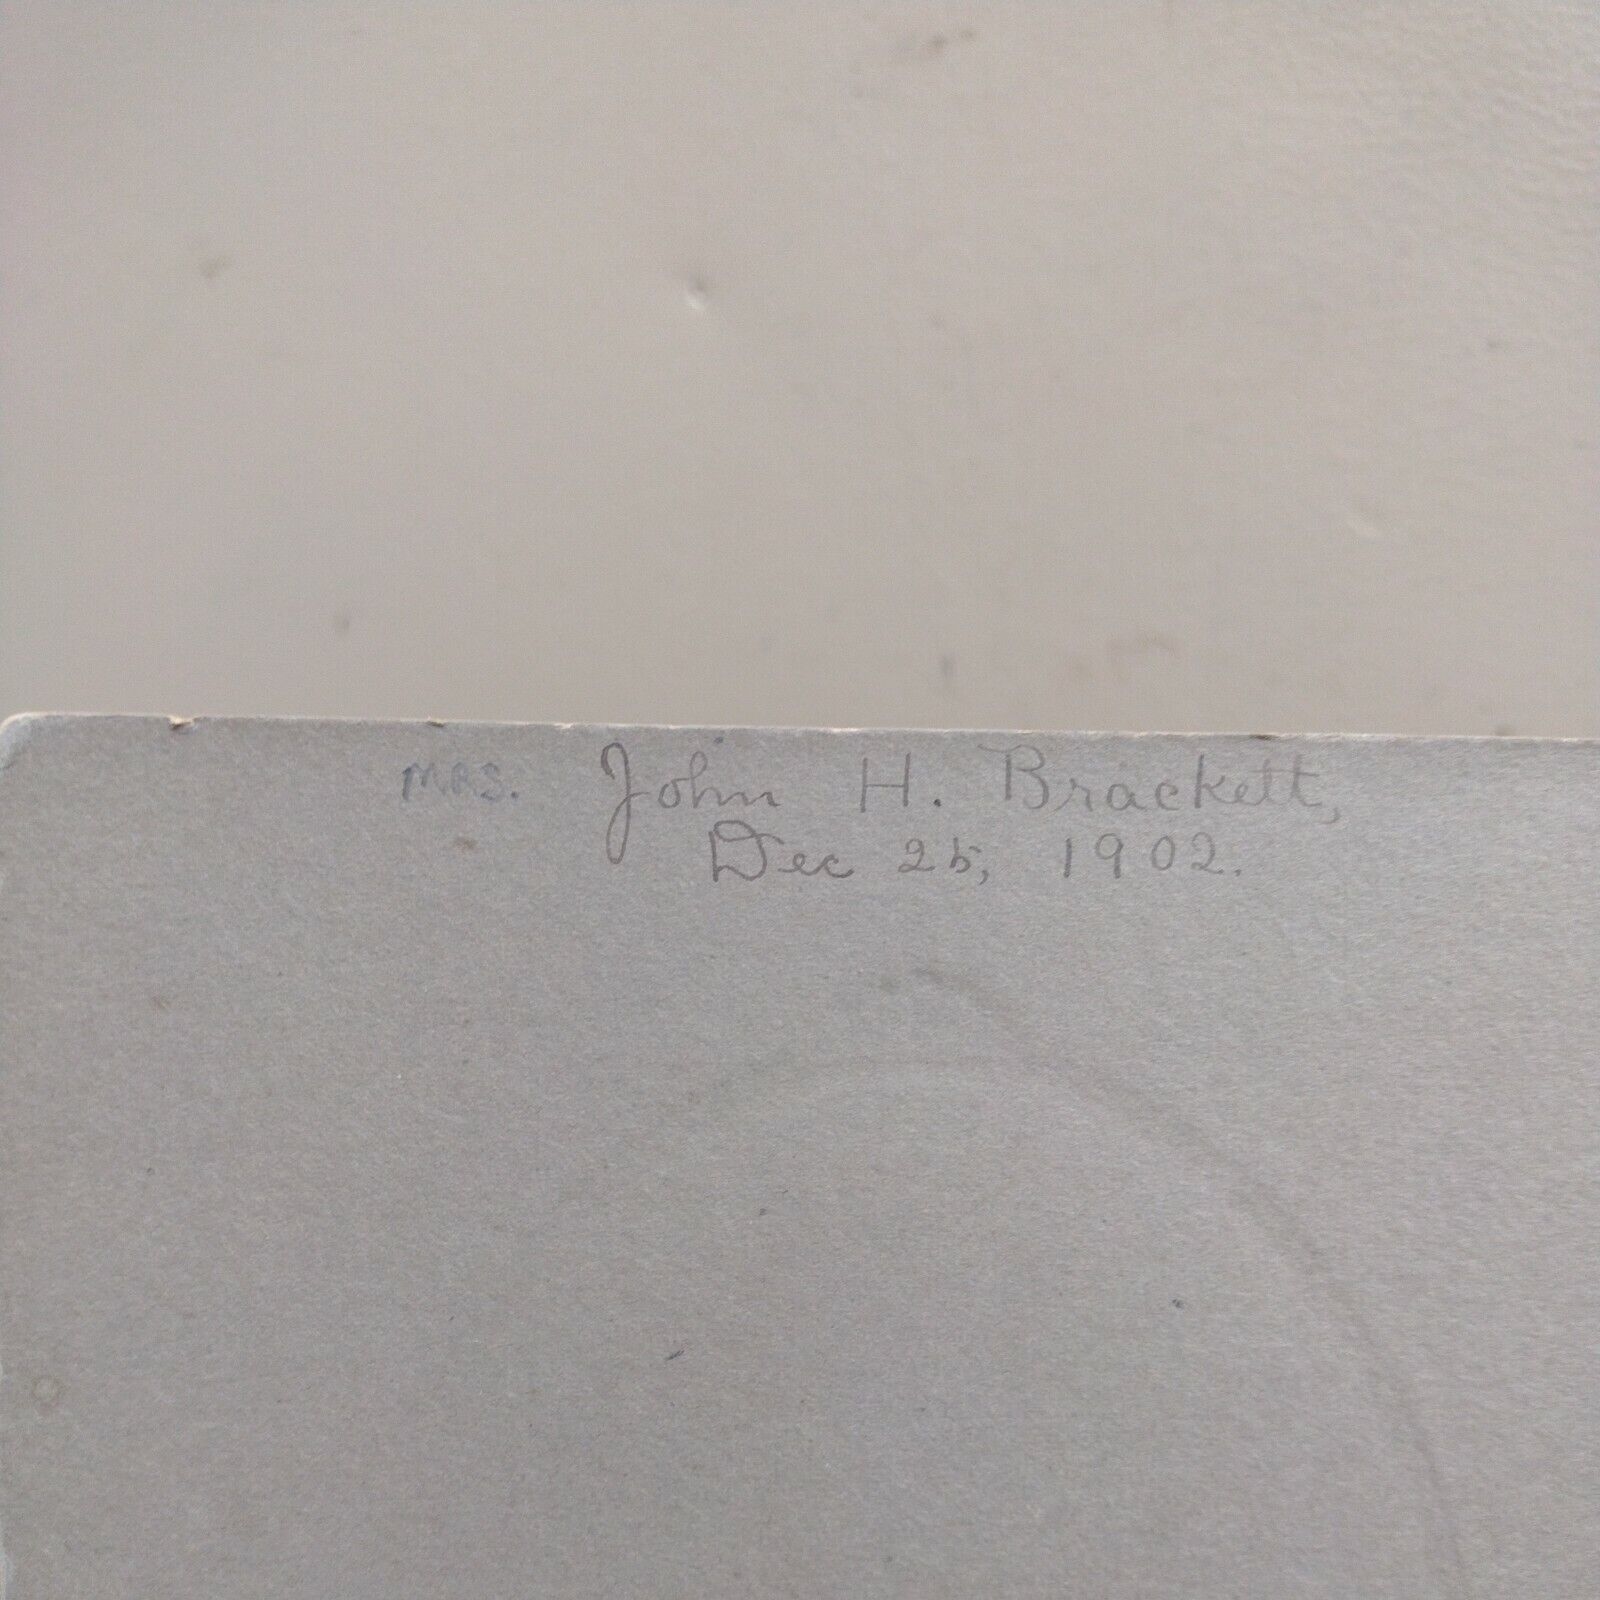 MRS. John H. Brackett,
Dec 25, 1902.